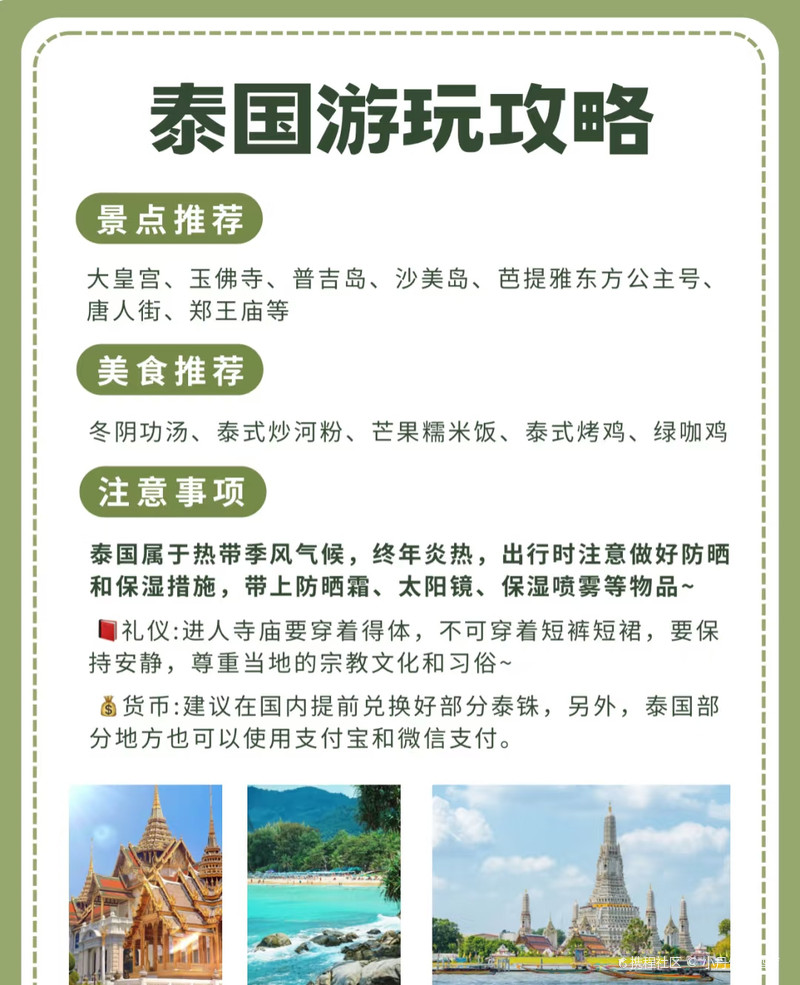 泰国游玩攻略
景点推荐
大皇宫、玉佛寺、普吉岛、沙美岛、芭提雅东方公主号、
唐人街、郑王庙等
美食推荐
冬阴功汤、泰式炒河粉、芒果糯米饭、泰式烤鸡、绿咖鸡
注意事项
泰国属于热带季风气候，终年炎热，出行时注意做好防晒
和保湿措施，带上防晒霜、太阳镜、保湿喷雾等物品~
礼仪:进人寺庙要穿着得体，不可穿着短裤短裙，要保
持安静，尊重当地的宗教文化和习俗~
货币:建议在国内提前兑换好部分泰铢，另外，泰国部
分地方也可以使用支付宝和微信支付。
携程社区